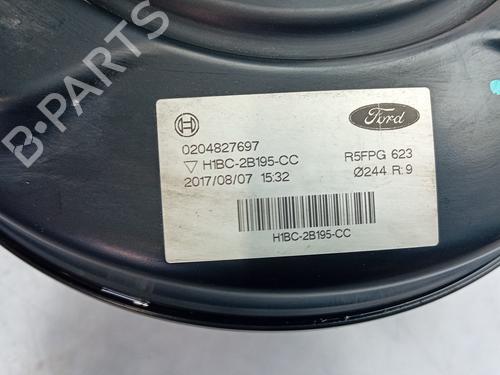 B-PARTS
Ford
0204827697
▽ H1BC-2B195-CC
R5FPG 623
2017/08/07 15:32
Ø244 R:9
H1BC-2B195-CC